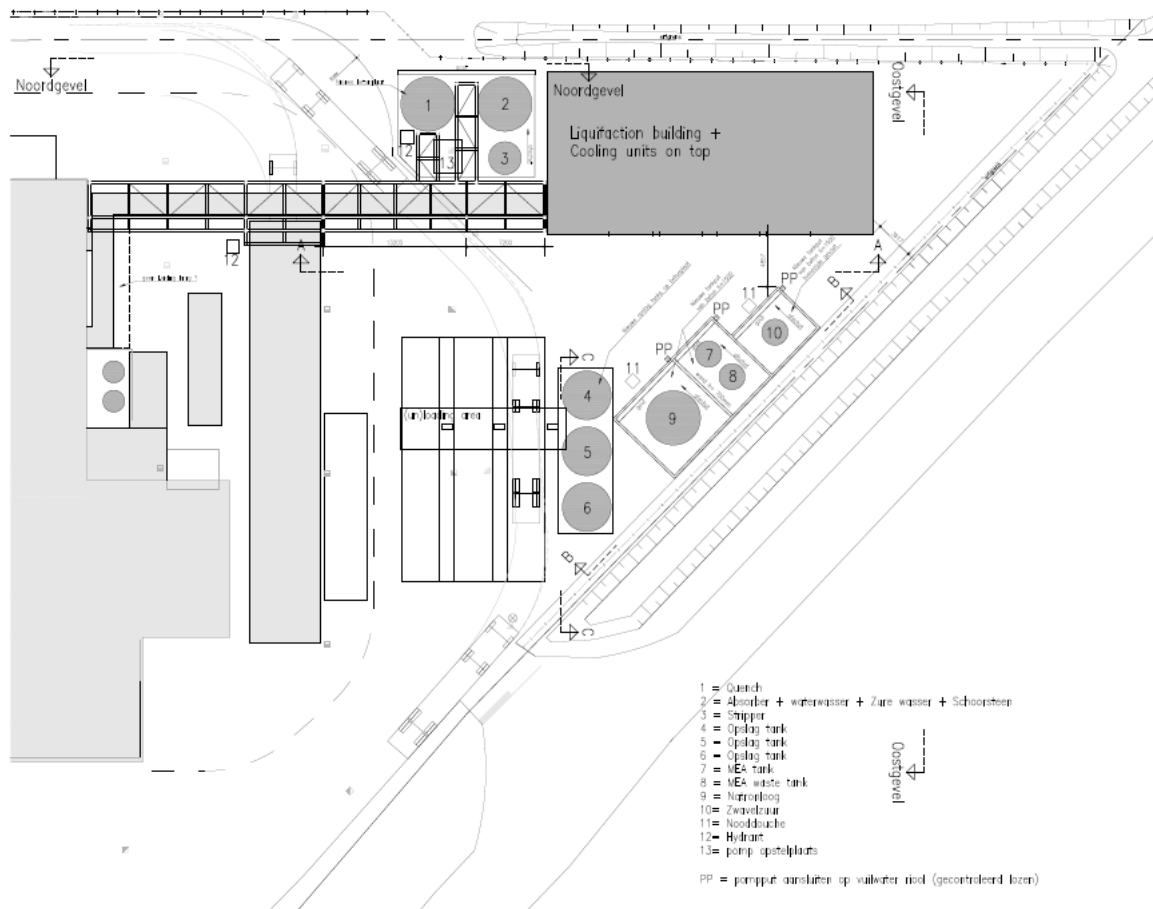 Noordgevel
Noordgevel
Oostgevel
1
2
3
12
13
Liquifaction building +
Cooling units on top
12
A
A
B
11
PP
PP
PP
11
10
7
8
9
C
4
5
6
(un)loading area
B
C
1 = Quench
2 = Absorber + waterwasser + Zure wasser + Schoorsteen
3 = Stripper
4 = Opslag tank
5 = Opslag tank
6 = Opslag tank
7 = MEA tank
8 = MEA waste tank
9 = Natronloog
10= Zwavelzuur
11= Nooddouche
12= Hydrant
13= pomp opstelplaats
PP = pompput aansluiten op vuilwater riool (gecontroleerd lozen)
Oostgevel